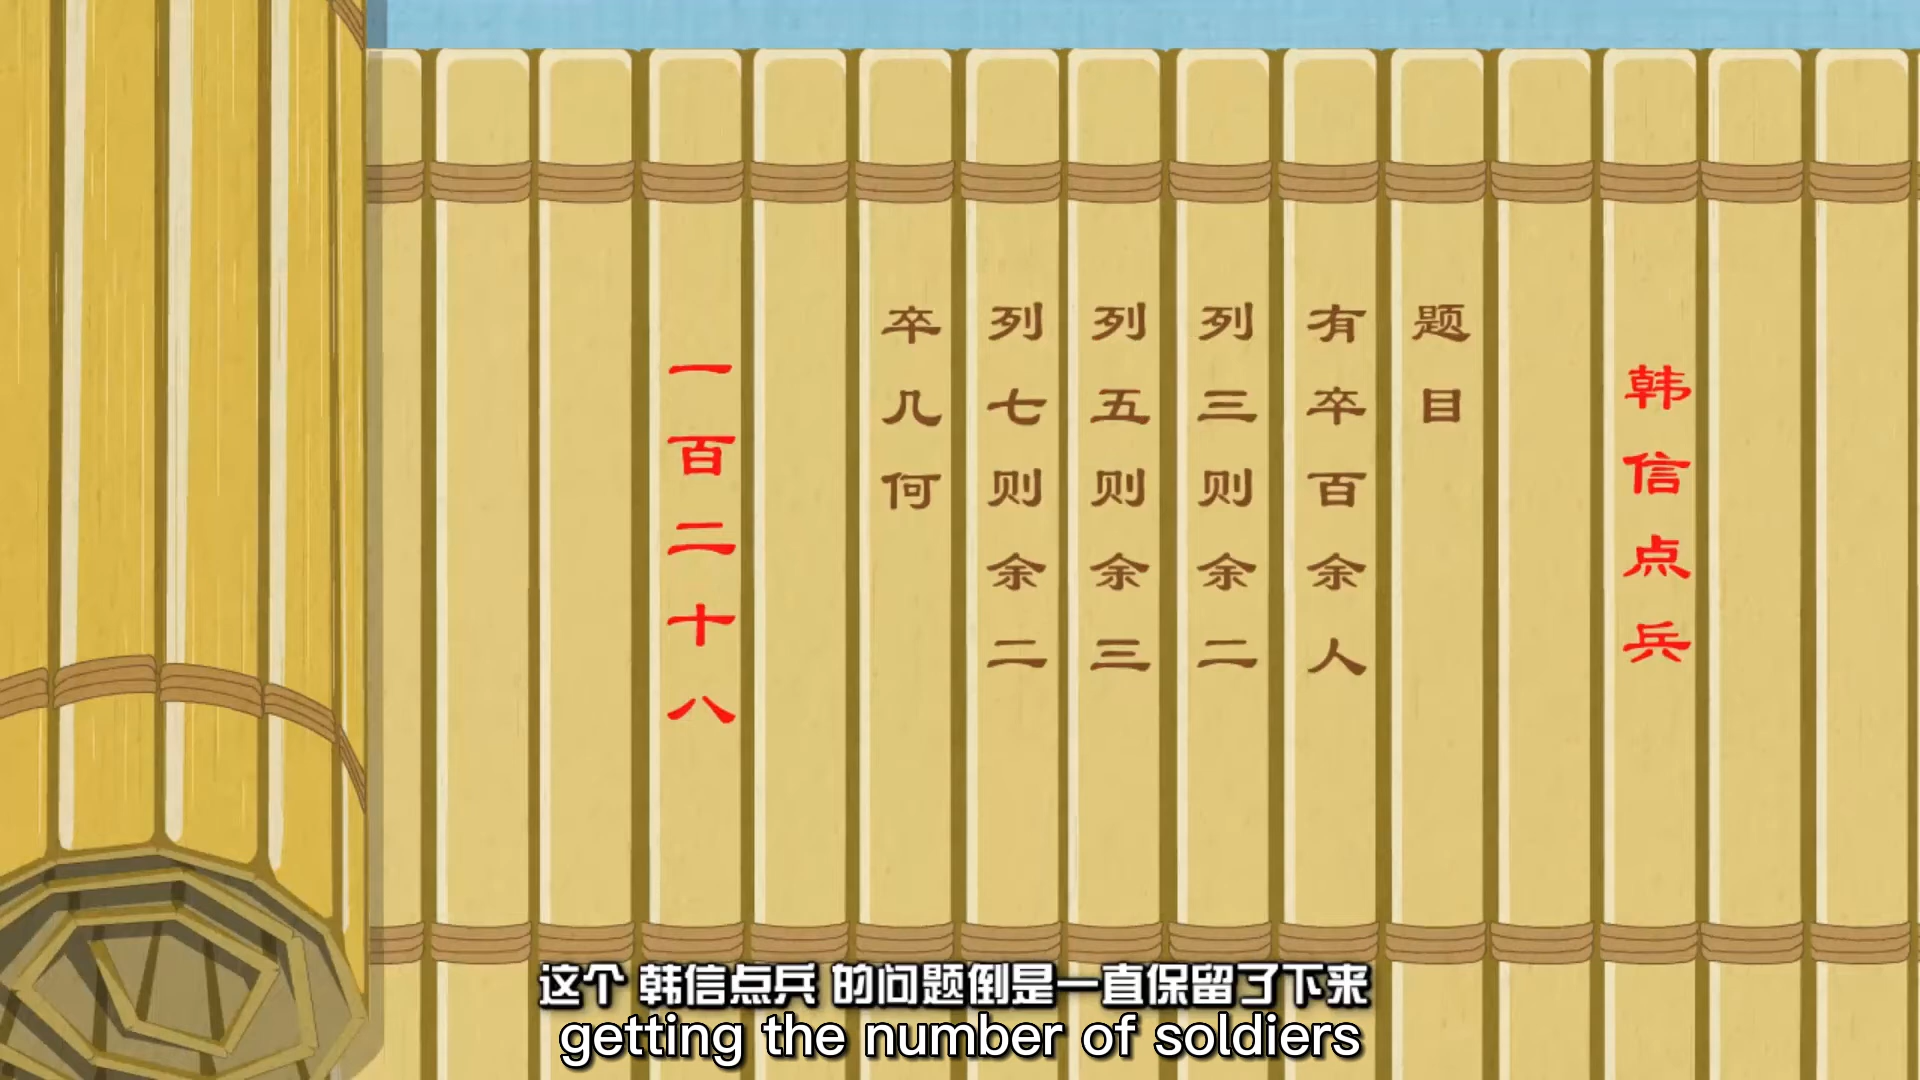 韩信点兵
题目
有卒百余人
列三则余二
列五则余三
列七则余二
卒几何
一百二十八
这个 韩信点兵 的问题倒是一直保留了下来
getting the number of soldiers